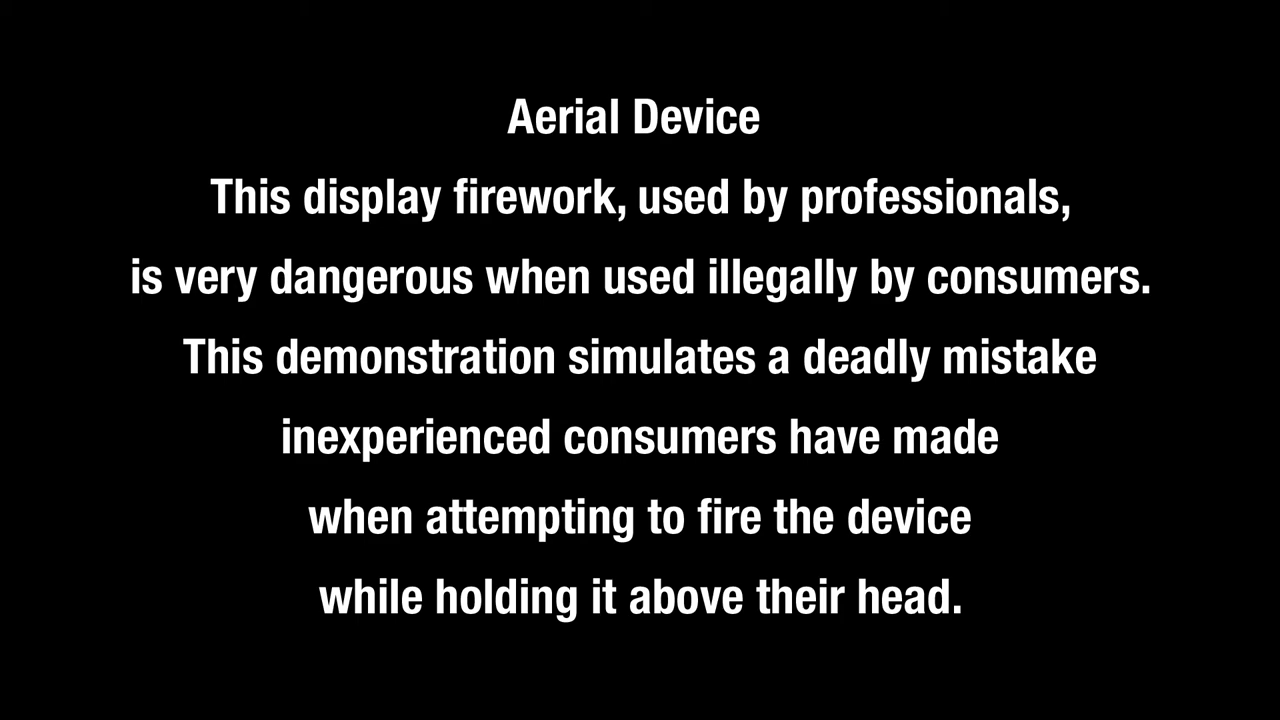 Aerial Device
This display firework, used by professionals,
is very dangerous when used illegally by consumers.
This demonstration simulates a deadly mistake
inexperienced consumers have made
when attempting to fire the device
while holding it above their head.